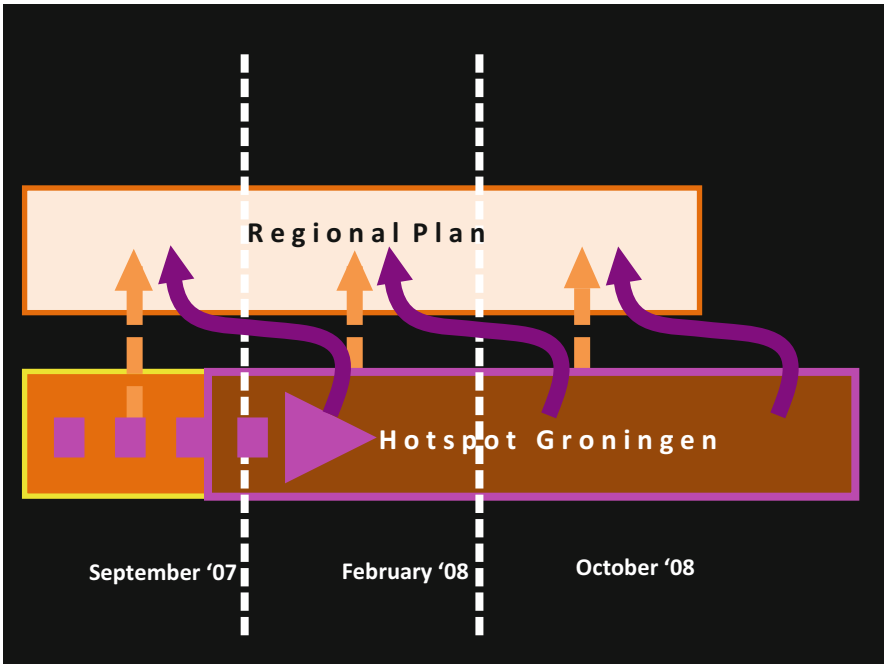 Regional Plan
Hotspot Groningen
September ‘07
February ‘08
October ‘08